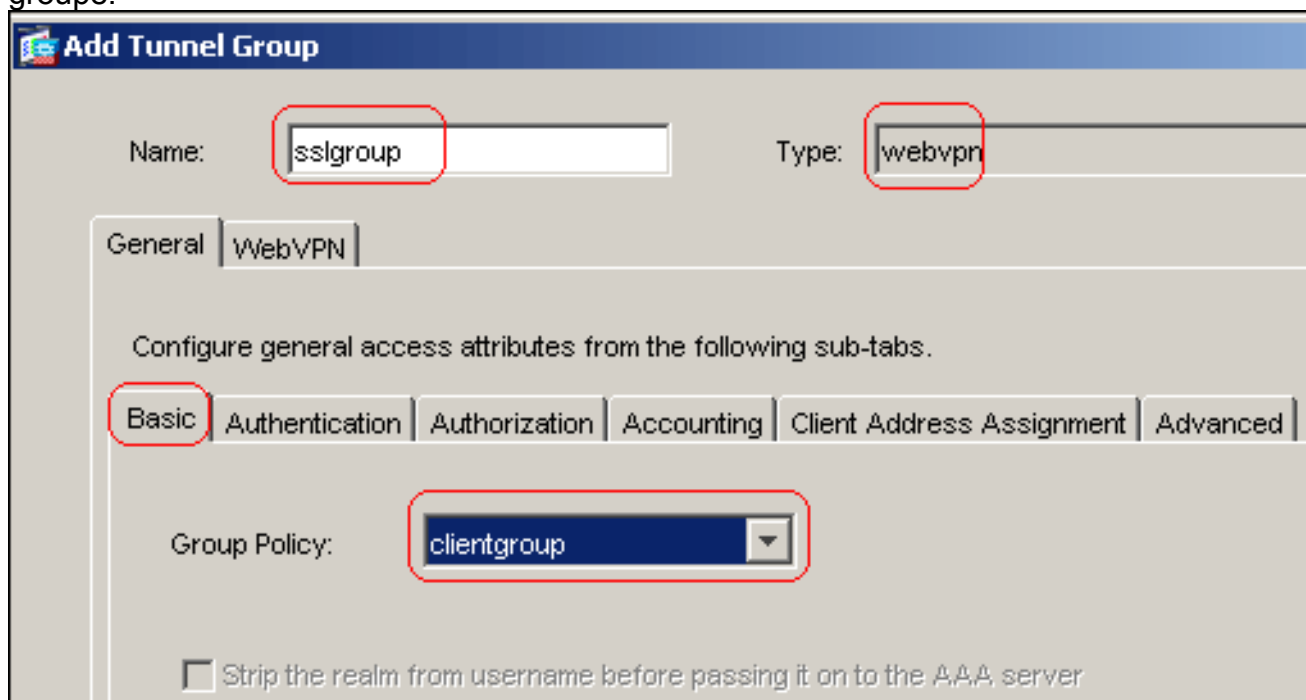 groups.
Add Tunnel Group
Name: sslgroup Type: webvpn
General WebVPN
Configure general access attributes from the following sub-tabs.
Basic Authentication Authorization Accounting Client Address Assignment Advanced
Group Policy: clientgroup
Strip the realm from username before passing it on to the AAA server